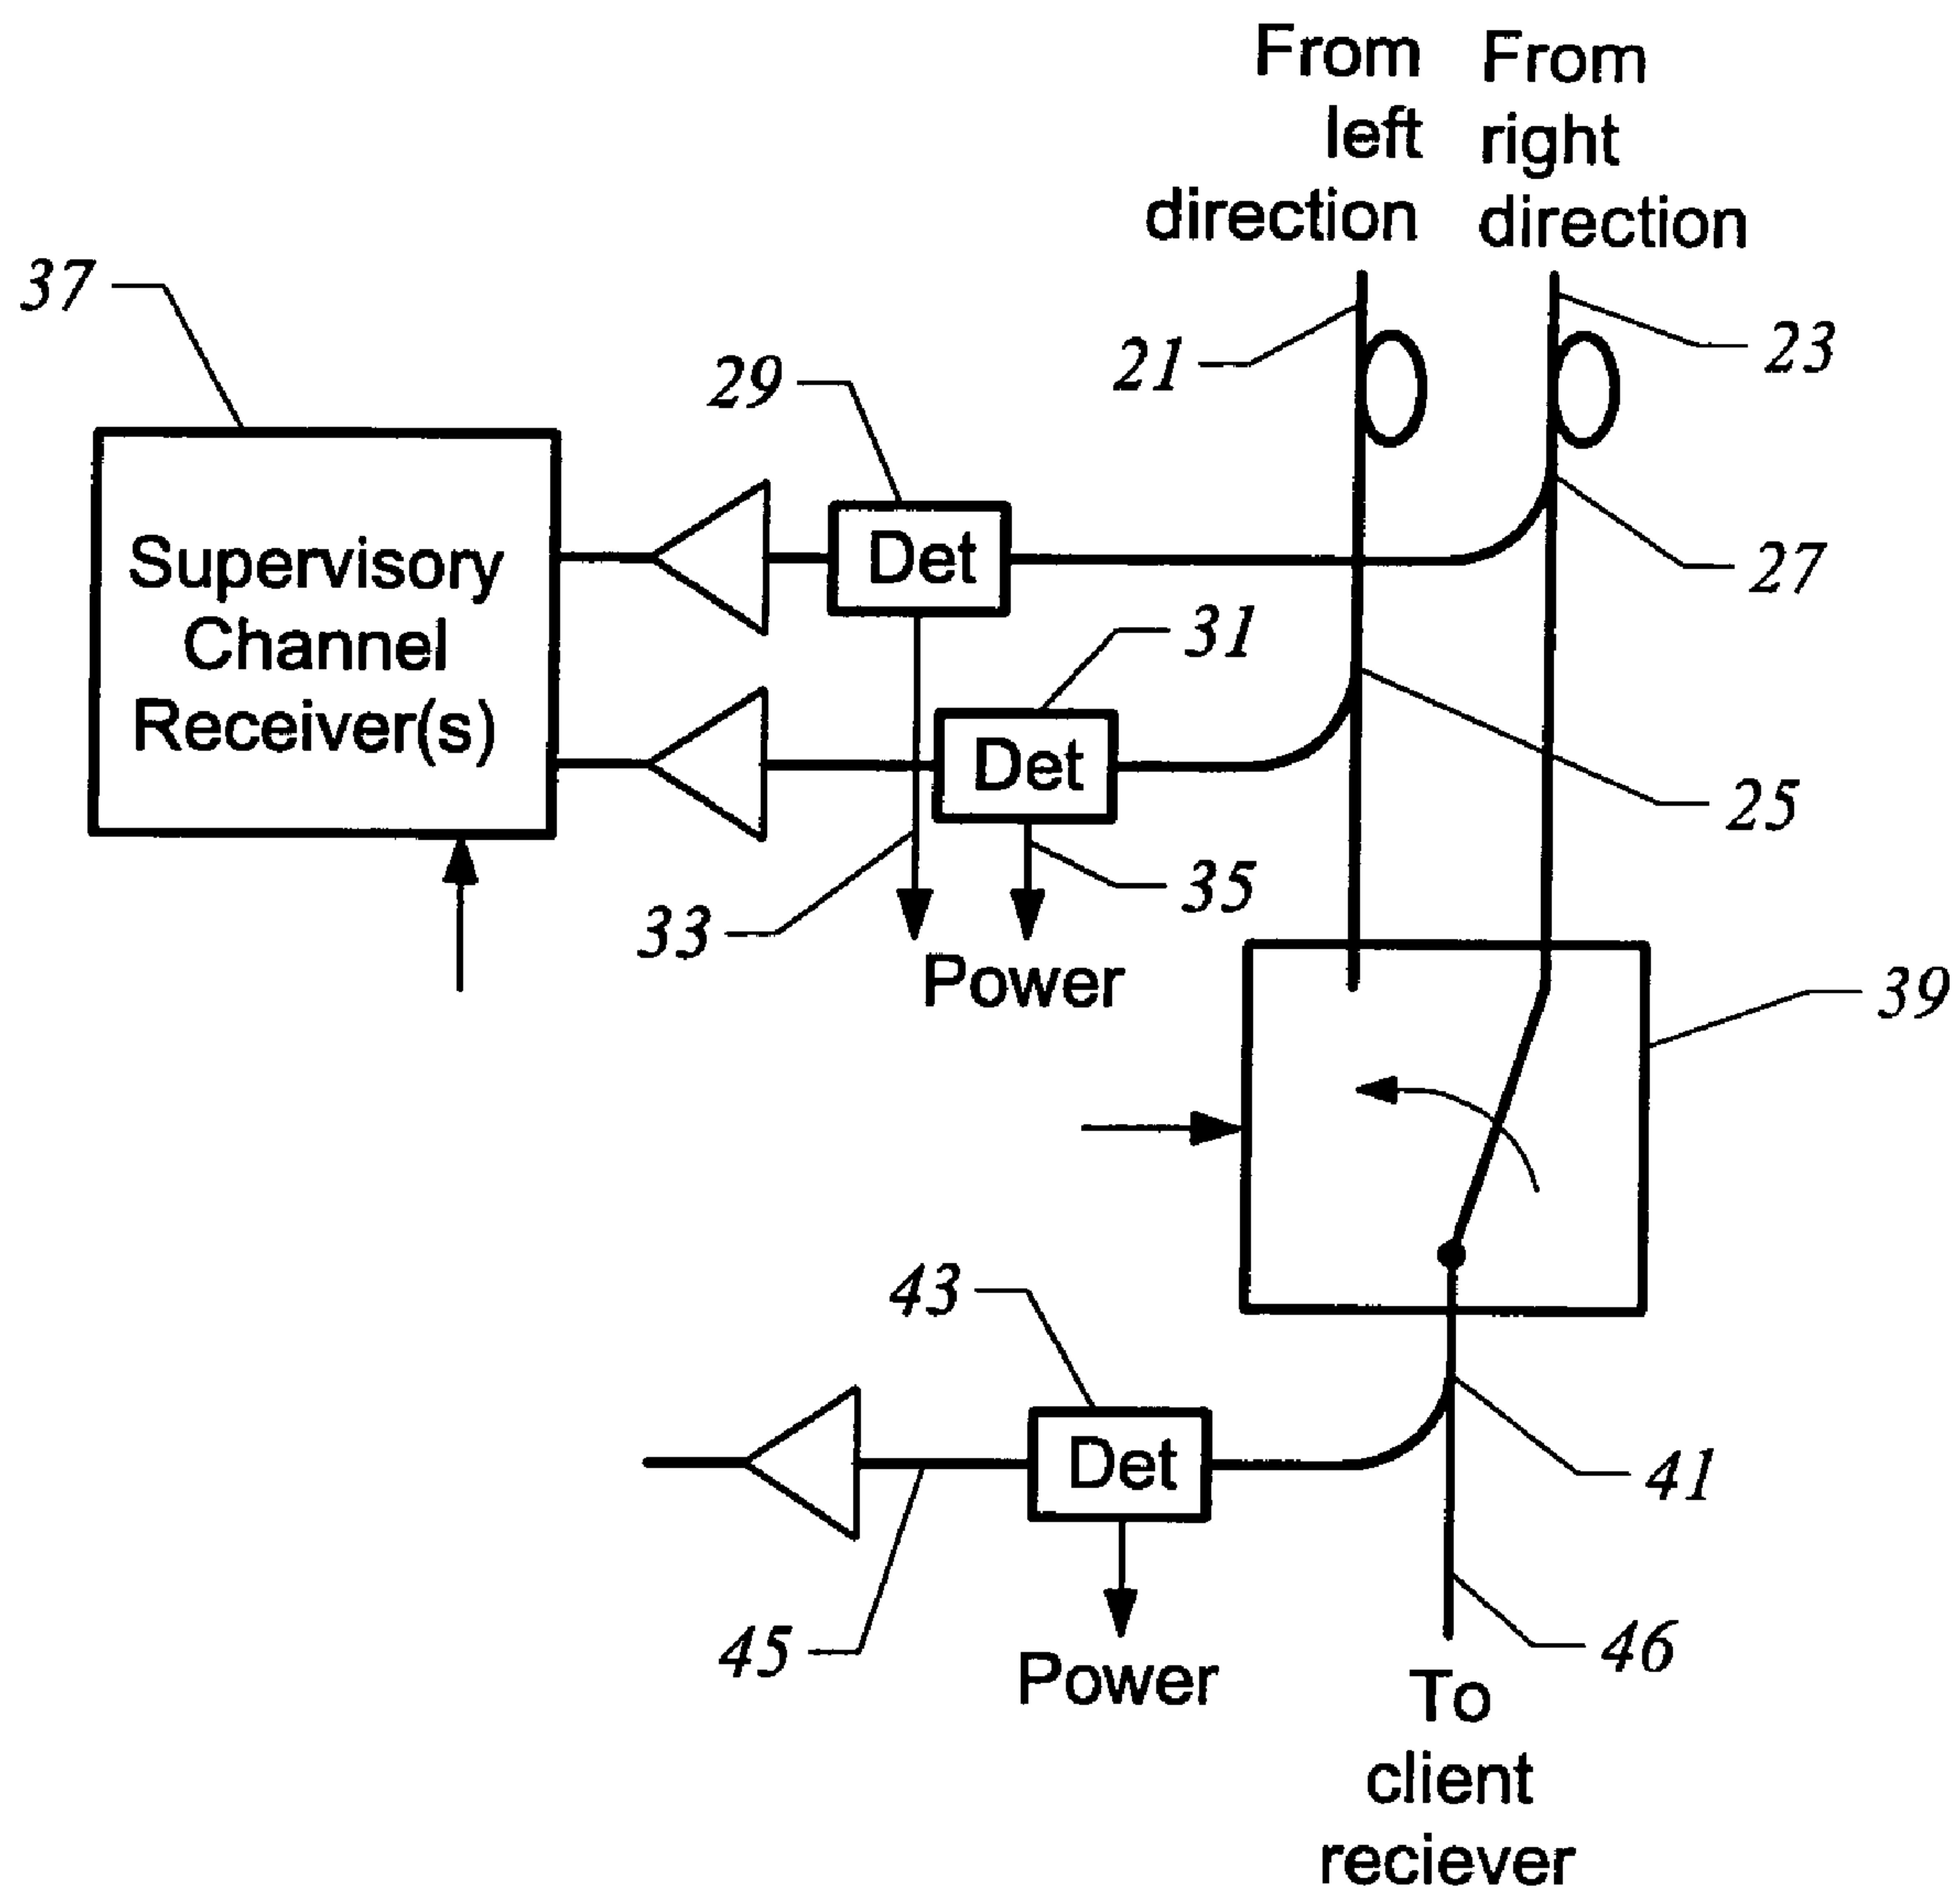 From
left
direction
From
right
direction
37
21
23
29
Supervisory
Channel
Receiver(s)
Det
27
31
Det
25
33
35
Power
39
43
Det
41
45
46
Power
To
client
reciever